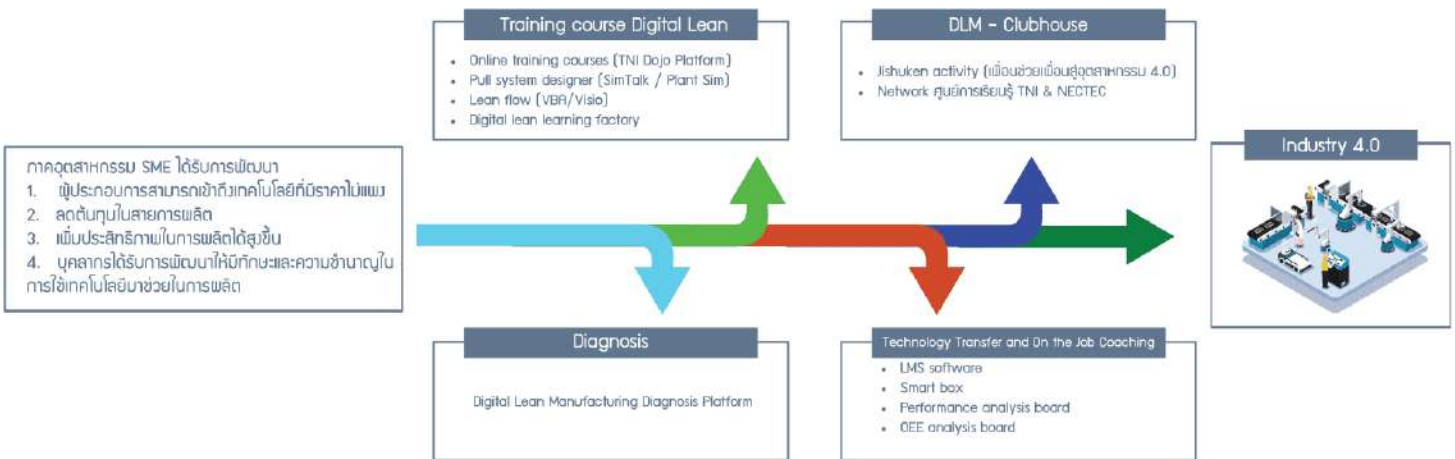 Training course Digital Lean
• Online training courses (TNI Dojo Platform)
• Pull system designer (SimTalk / Plant Sim)
• Lean flow (VBA/Visio)
• Digital lean learning factory
DLM - Clubhouse
• Jishuken activity (เพื่อนช่วยเพื่อนสู่อุตสาหกรรม 4.0)
• Network ศูนย์การเรียนรู้ TNI & NECTEC
ภาคอุตสาหกรรม SME ได้รับการพัฒนา
1. ผู้ประกอบการสามารถเข้าถึงเทคโนโลยีที่มีราคาไม่แพง
2. ลดต้นทุนในสายการผลิต
3. เพิ่มประสิทธิภาพในการผลิตได้สูงขึ้น
4. บุคลากรได้รับการพัฒนาให้มีทักษะและความชำนาญใน
การใช้เทคโนโลยีมาช่วยในการผลิต
Industry 4.0
Diagnosis
Digital Lean Manufacturing Diagnosis Platform
Technology Transfer and On the Job Coaching
• LMS software
• Smart box
• Performance analysis board
• OEE analysis board